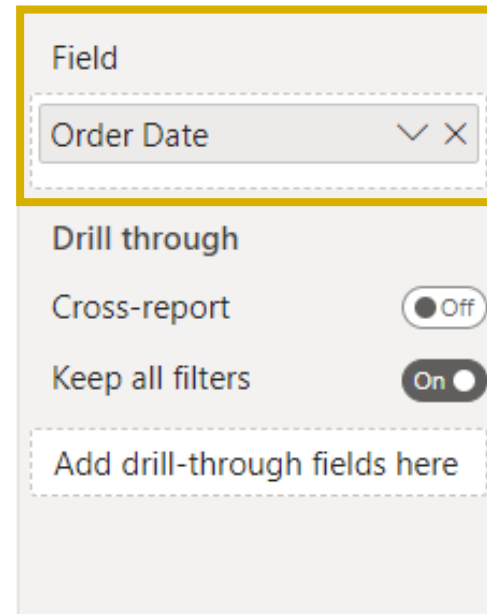 Field
Order Date
Drill through
Cross-report Off
Keep all filters On
Add drill-through fields here